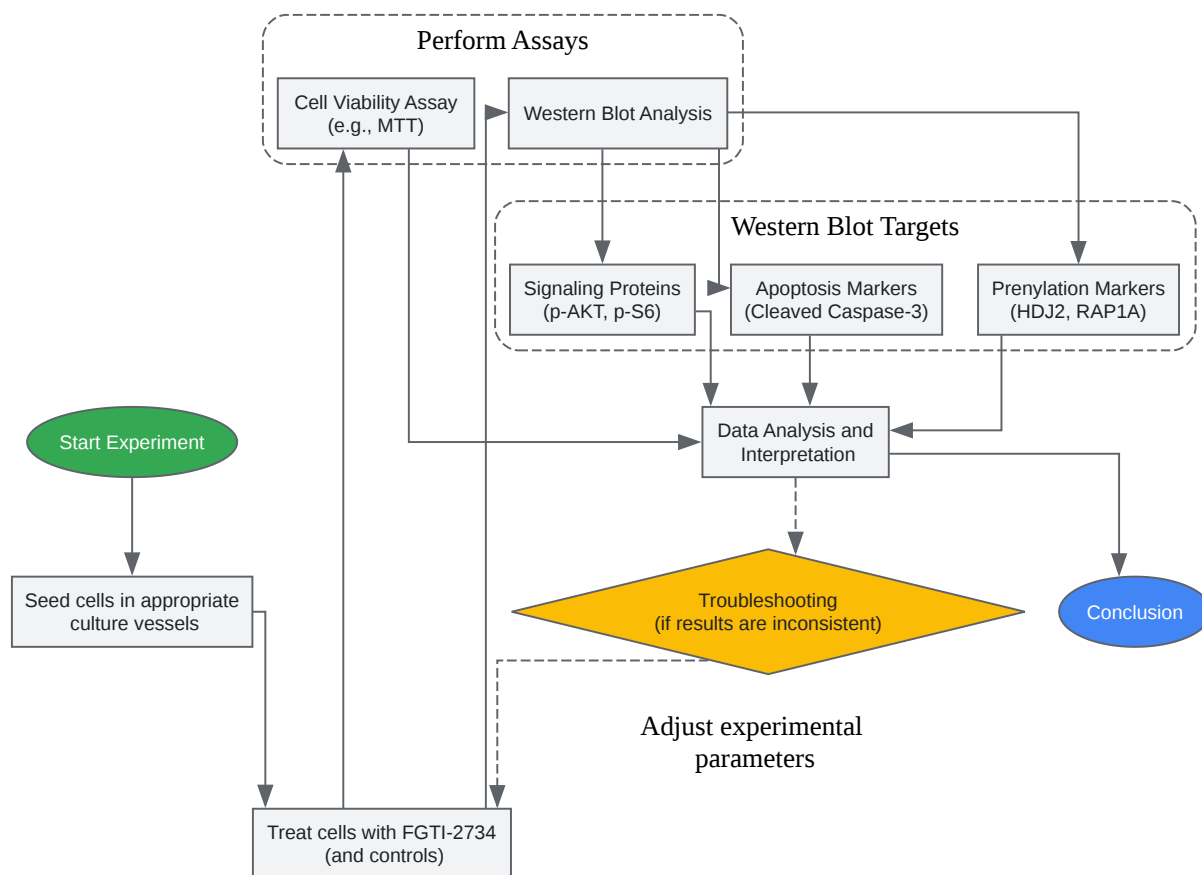 Perform Assays
Cell Viability Assay
(e.g., MTT)
Western Blot Analysis
Western Blot Targets
Signaling Proteins
(p-AKT, p-S6)
Apoptosis Markers
(Cleaved Caspase-3)
Prenylation Markers
(HDJ2, RAP1A)
Start Experiment
Data Analysis and
Interpretation
Seed cells in appropriate
culture vessels
Troubleshooting
(if results are inconsistent)
Conclusion
Adjust experimental
parameters
Treat cells with FGTI-2734
(and controls)